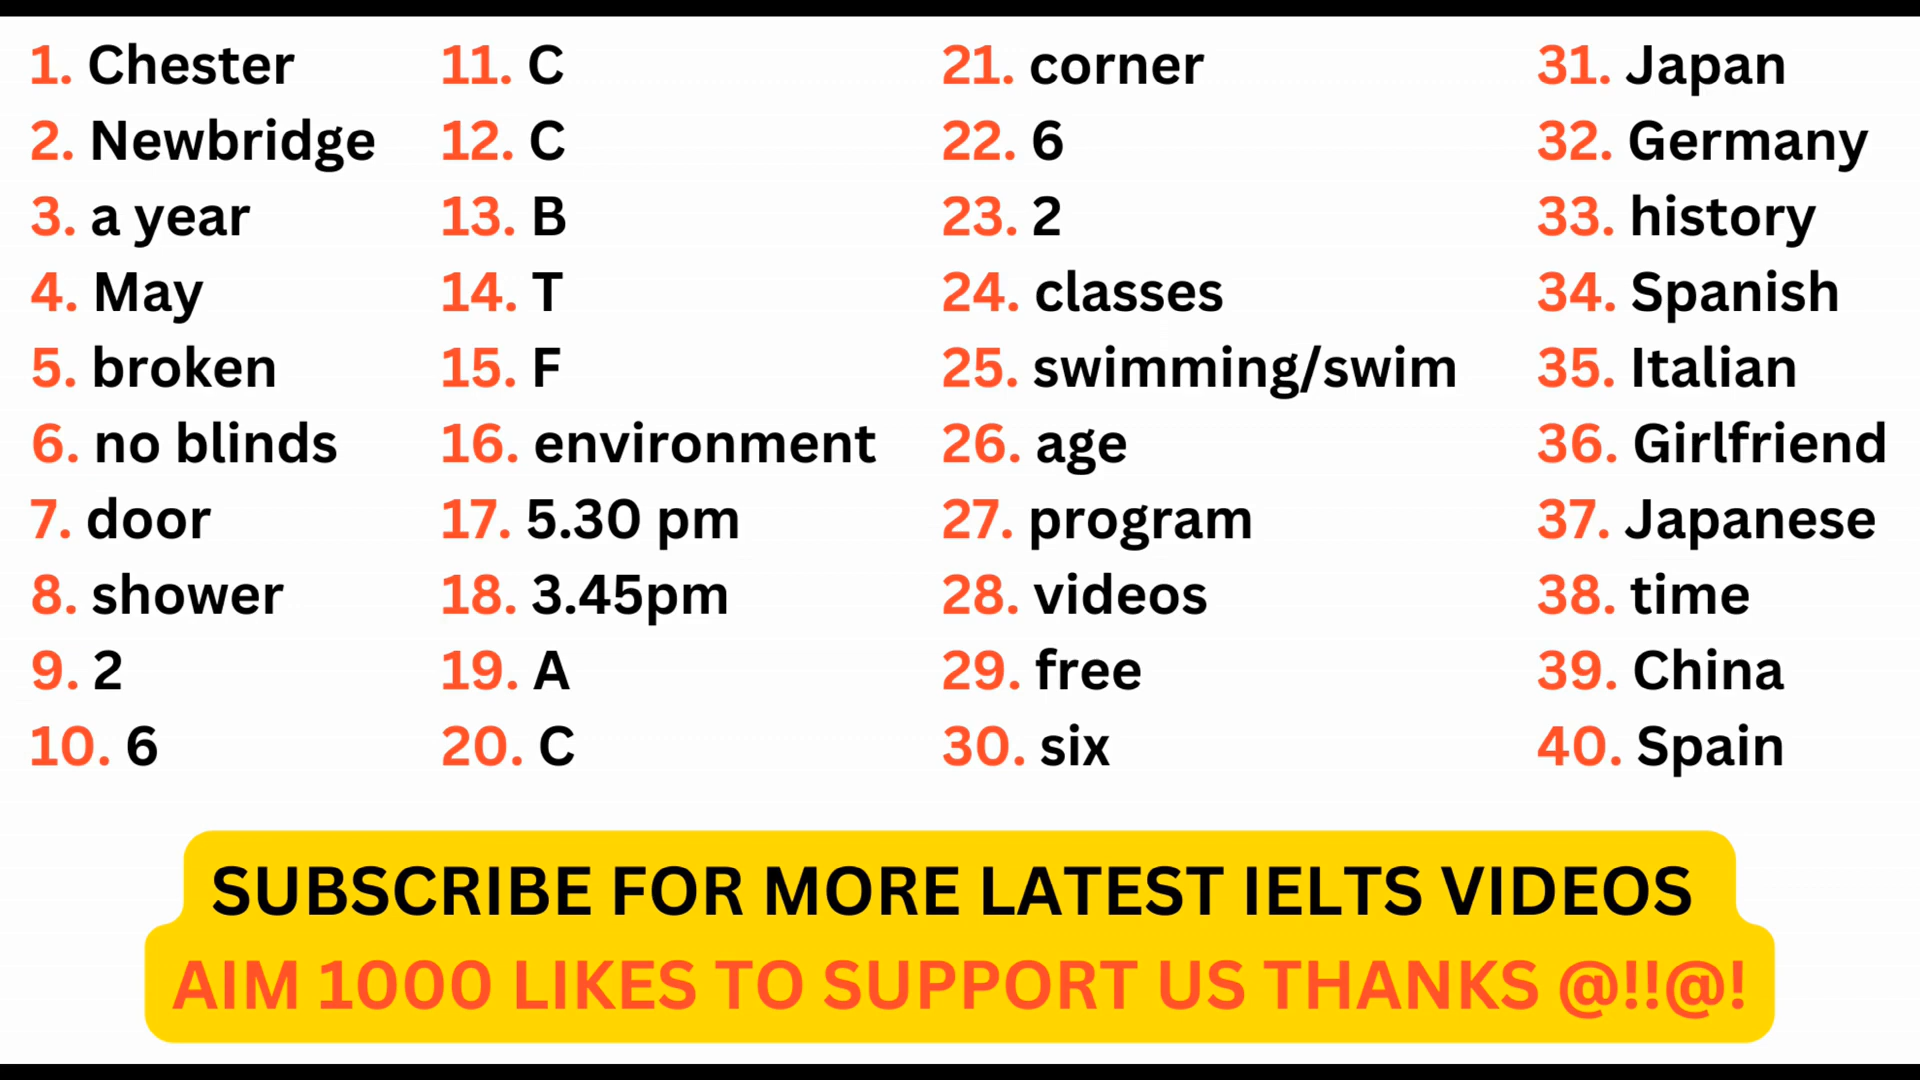 1. Chester
2. Newbridge
3. a year
4. May
5. broken
6. no blinds
7. door
8. shower
9. 2
10. 6
11. C
12. C
13. B
14. T
15. F
16. environment
17. 5.30 pm
18. 3.45pm
19. A
20. C
21. corner
22. 6
23. 2
24. classes
25. swimming/swim
26. age
27. program
28. videos
29. free
30. six
31. Japan
32. Germany
33. history
34. Spanish
35. Italian
36. Girlfriend
37. Japanese
38. time
39. China
40. Spain
SUBSCRIBE FOR MORE LATEST IELTS VIDEOS
AIM 1000 LIKES TO SUPPORT US THANKS @!!@!